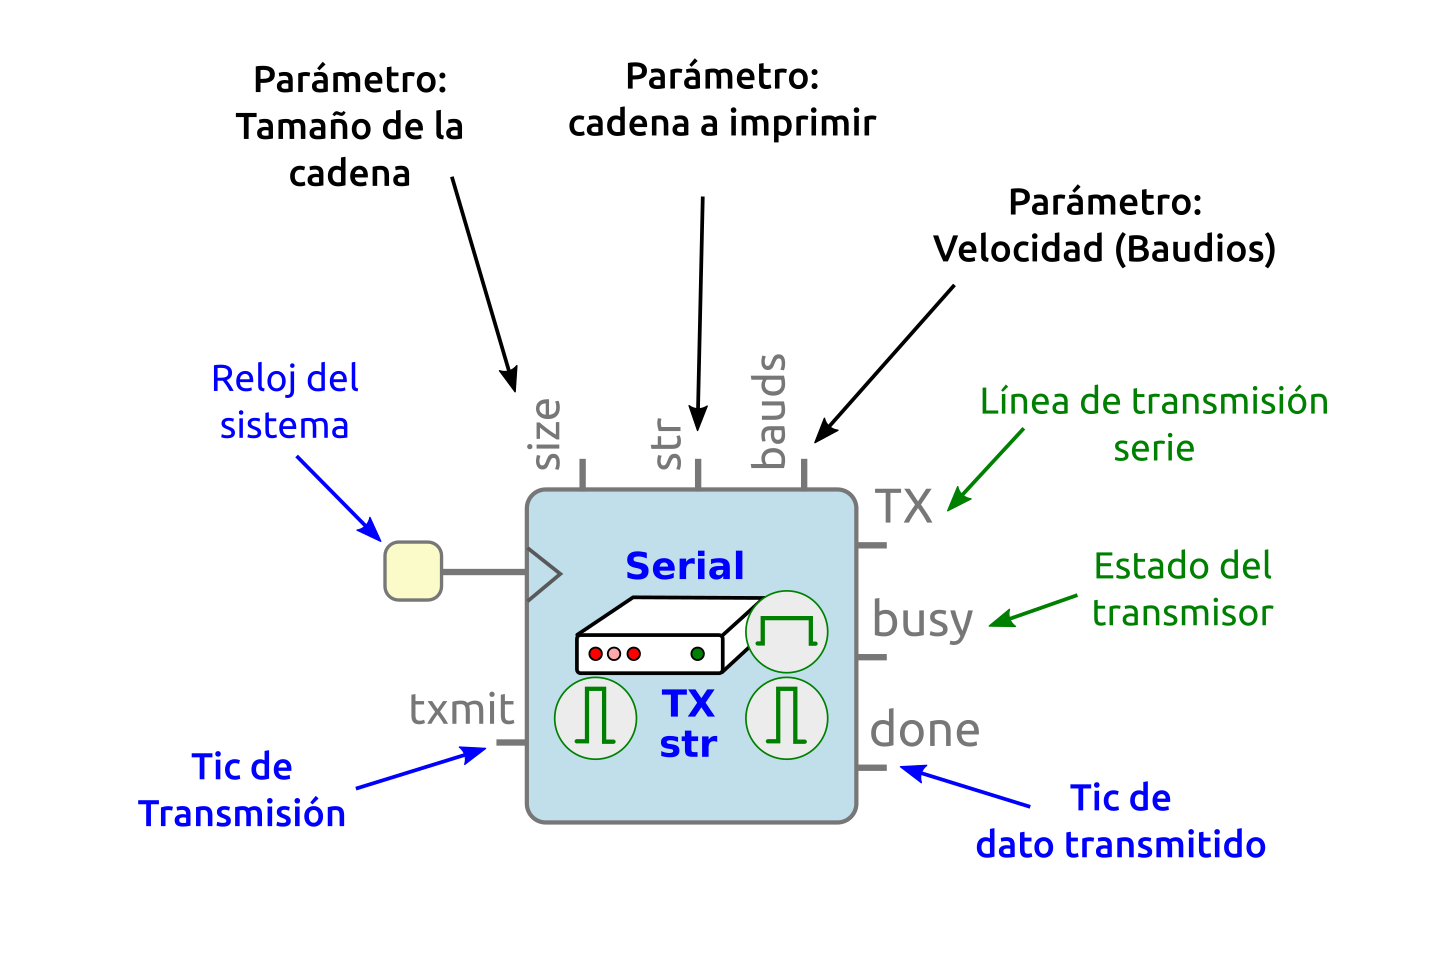 Parámetro:
Tamaño de la
cadena
Parámetro:
cadena a imprimir
Parámetro:
Velocidad (Baudios)
Reloj del
sistema
size
str
bauds
Línea de transmisión
serie
TX
Serial
Estado del
transmisor
busy
txmit
TX
str
done
Tic de
Transmisión
Tic de
dato transmitido